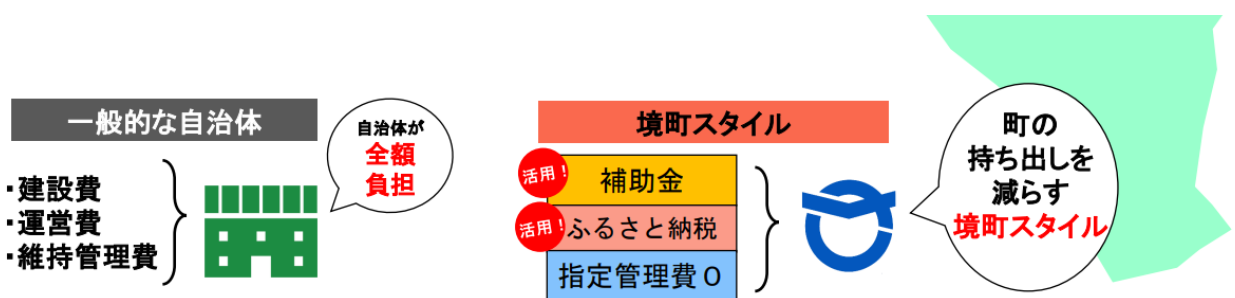 一般的な自治体
・建設費
・運営費
・維持管理費
自治体が
全額
負担
境町スタイル
活用！
補助金
活用！
ふるさと納税
指定管理費０
町の
持ち出しを
減らす
境町スタイル